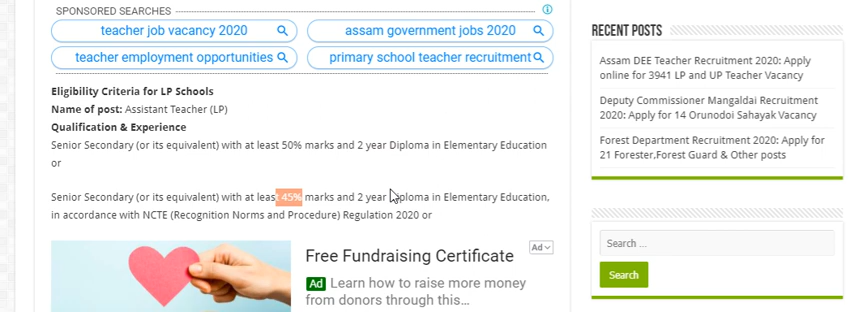 SPONSORED SEARCHES
teacher job vacancy 2020
assam government jobs 2020
teacher employment opportunities
primary school teacher recruitment
Eligibility Criteria for LP Schools
Name of post: Assistant Teacher (LP)
Qualification & Experience
Senior Secondary (or its equivalent) with at least 50% marks and 2 year Diploma in Elementary Education
or
Senior Secondary (or its equivalent) with at leas 45% marks and 2 year Diploma in Elementary Education,
in accordance with NCTE (Recognition Norms and Procedure) Regulation 2020 or
Free Fundraising Certificate
Ad
Ad Learn how to raise more money
from donors through this...
RECENT POSTS
Assam DEE Teacher Recruitment 2020: Apply
online for 3941 LP and UP Teacher Vacancy
Deputy Commissioner Mangaldai Recruitment
2020: Apply for 14 Orunodoi Sahayak Vacancy
Forest Department Recruitment 2020: Apply for
21 Forester,Forest Guard & Other posts
Search ...
Search